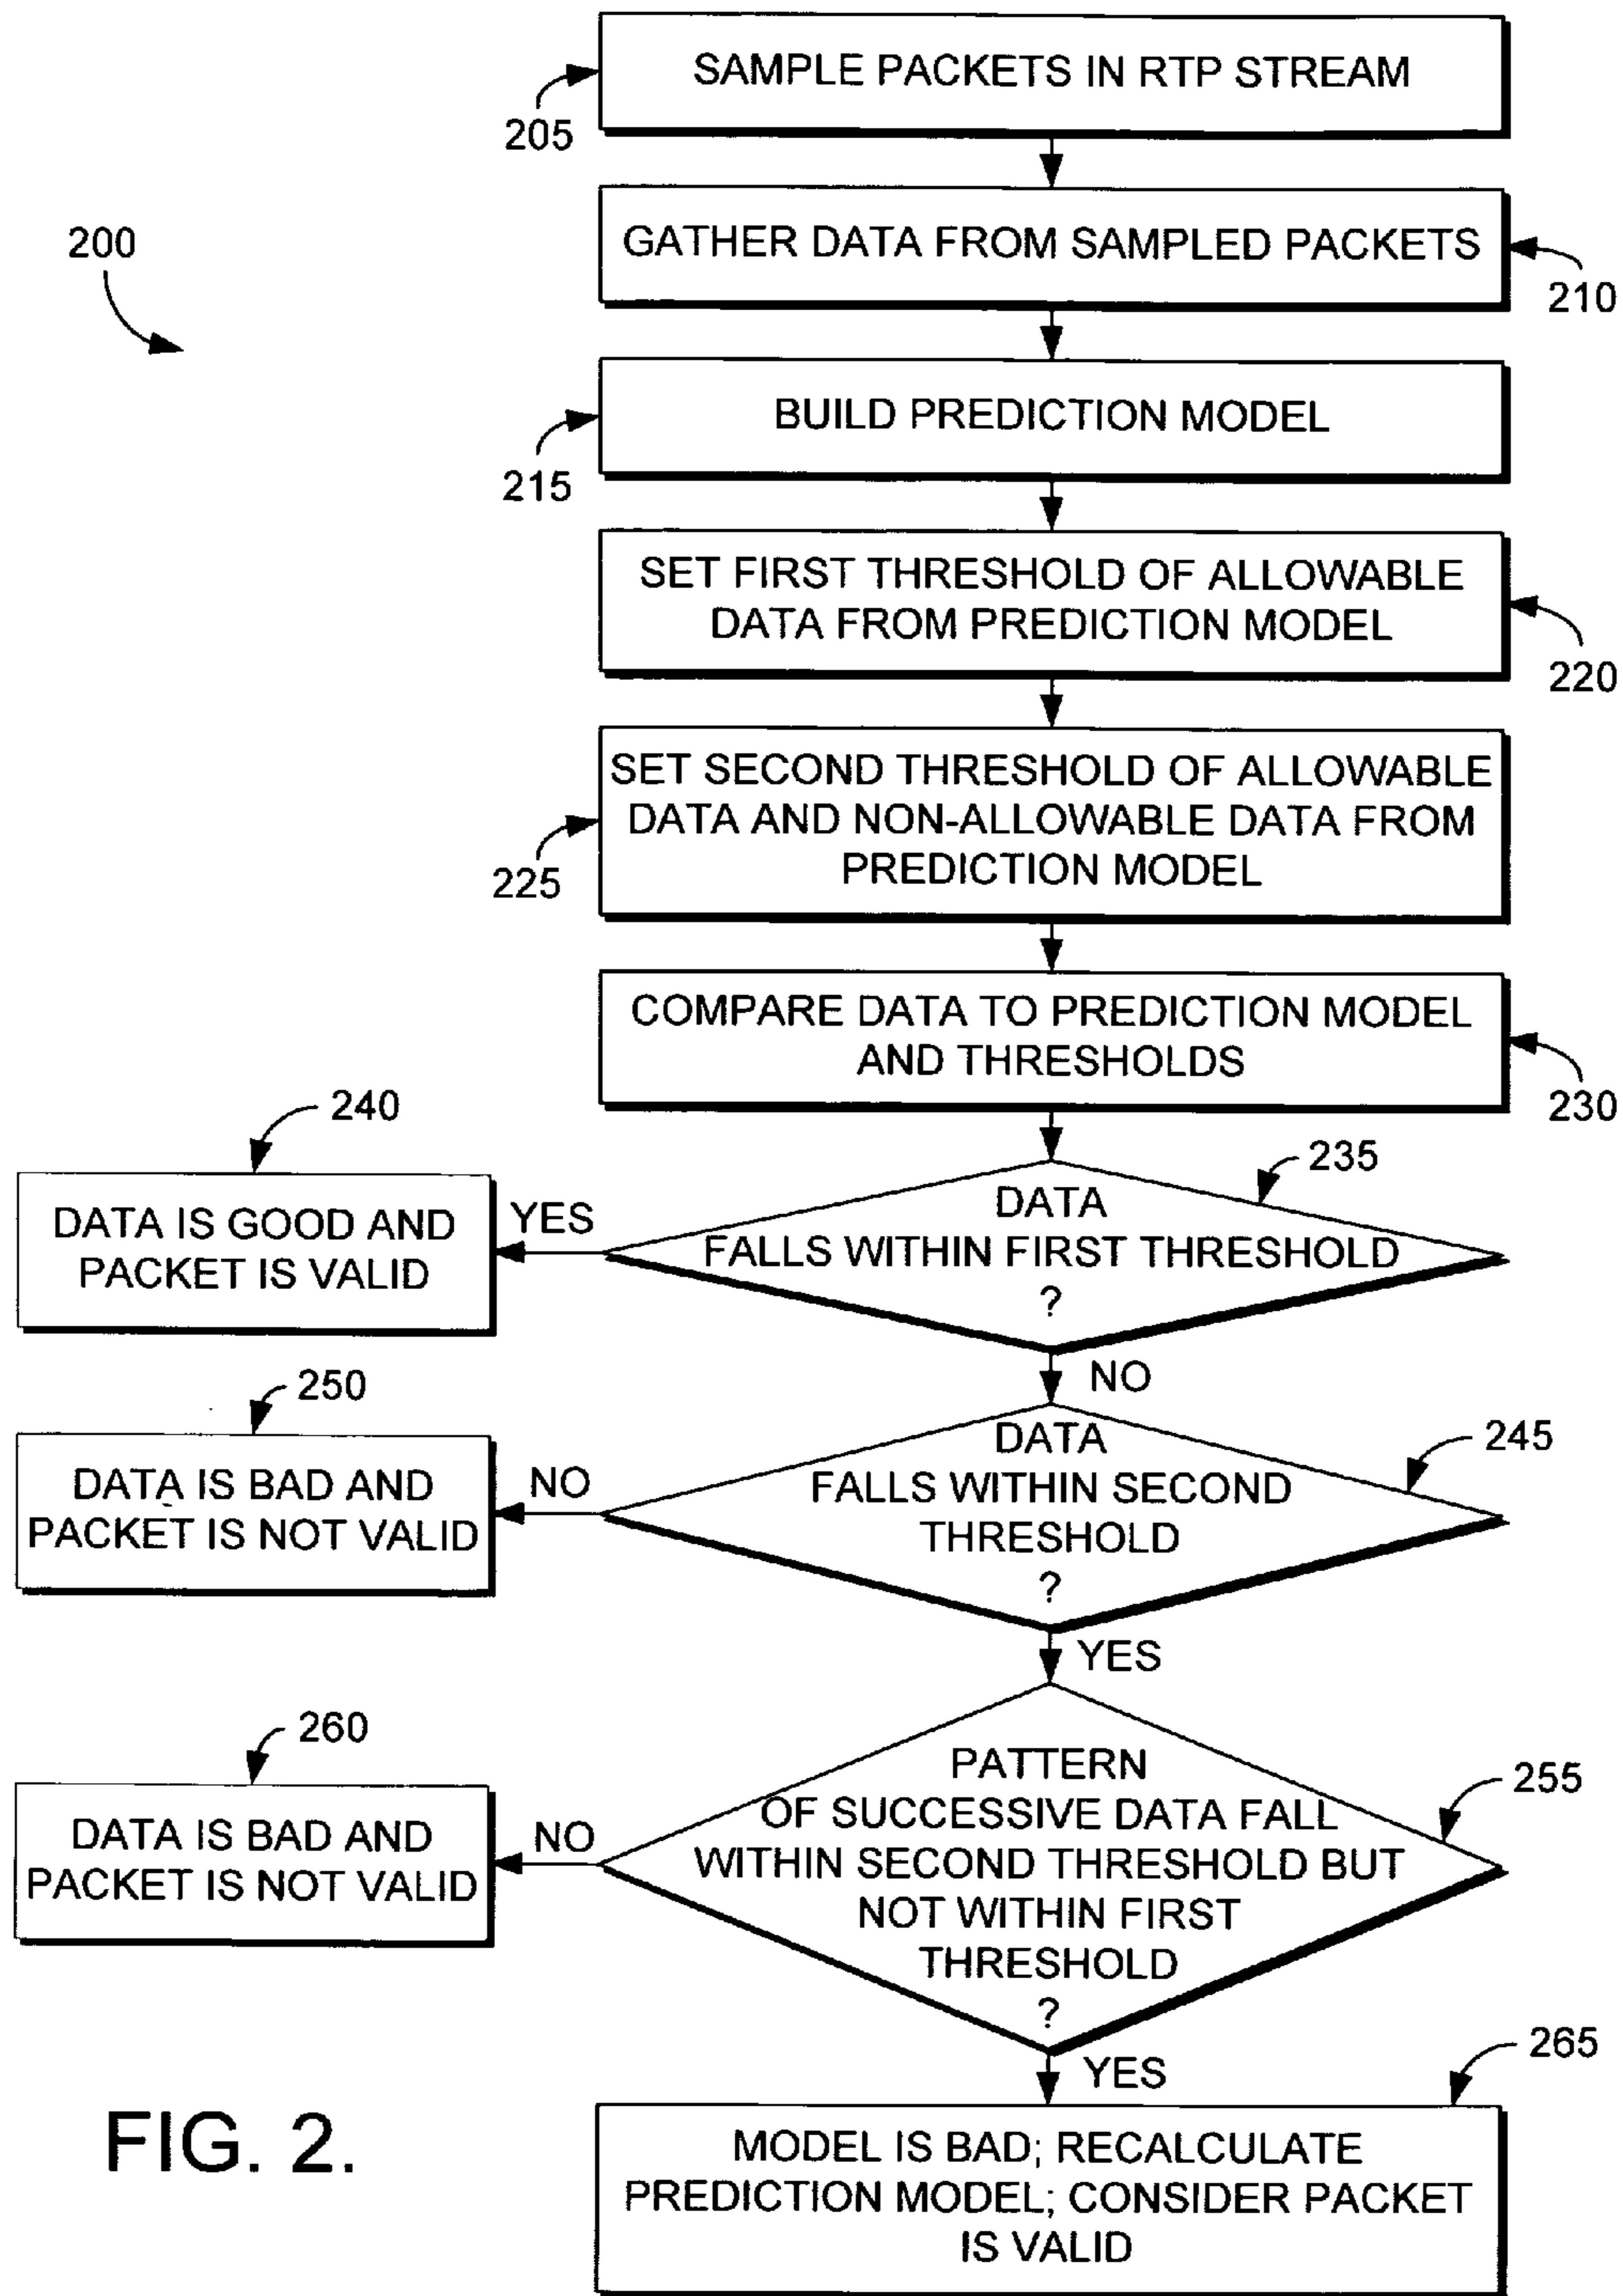 SAMPLE PACKETS IN RTP STREAM
205
GATHER DATA FROM SAMPLED PACKETS
200
210
BUILD PREDICTION MODEL
215
SET FIRST THRESHOLD OF ALLOWABLE
DATA FROM PREDICTION MODEL
220
SET SECOND THRESHOLD OF ALLOWABLE
DATA AND NON-ALLOWABLE DATA FROM
PREDICTION MODEL
225
COMPARE DATA TO PREDICTION MODEL
AND THRESHOLDS
230
240
235
DATA IS GOOD AND
PACKET IS VALID
YES
DATA
FALLS WITHIN FIRST THRESHOLD
?
NO
250
245
DATA IS BAD AND
PACKET IS NOT VALID
NO
DATA
FALLS WITHIN SECOND
THRESHOLD
?
YES
260
255
DATA IS BAD AND
PACKET IS NOT VALID
NO
PATTERN
OF SUCCESSIVE DATA FALL
WITHIN SECOND THRESHOLD BUT
NOT WITHIN FIRST
THRESHOLD
?
YES
265
MODEL IS BAD; RECALCULATE
PREDICTION MODEL; CONSIDER PACKET
IS VALID
FIG. 2.